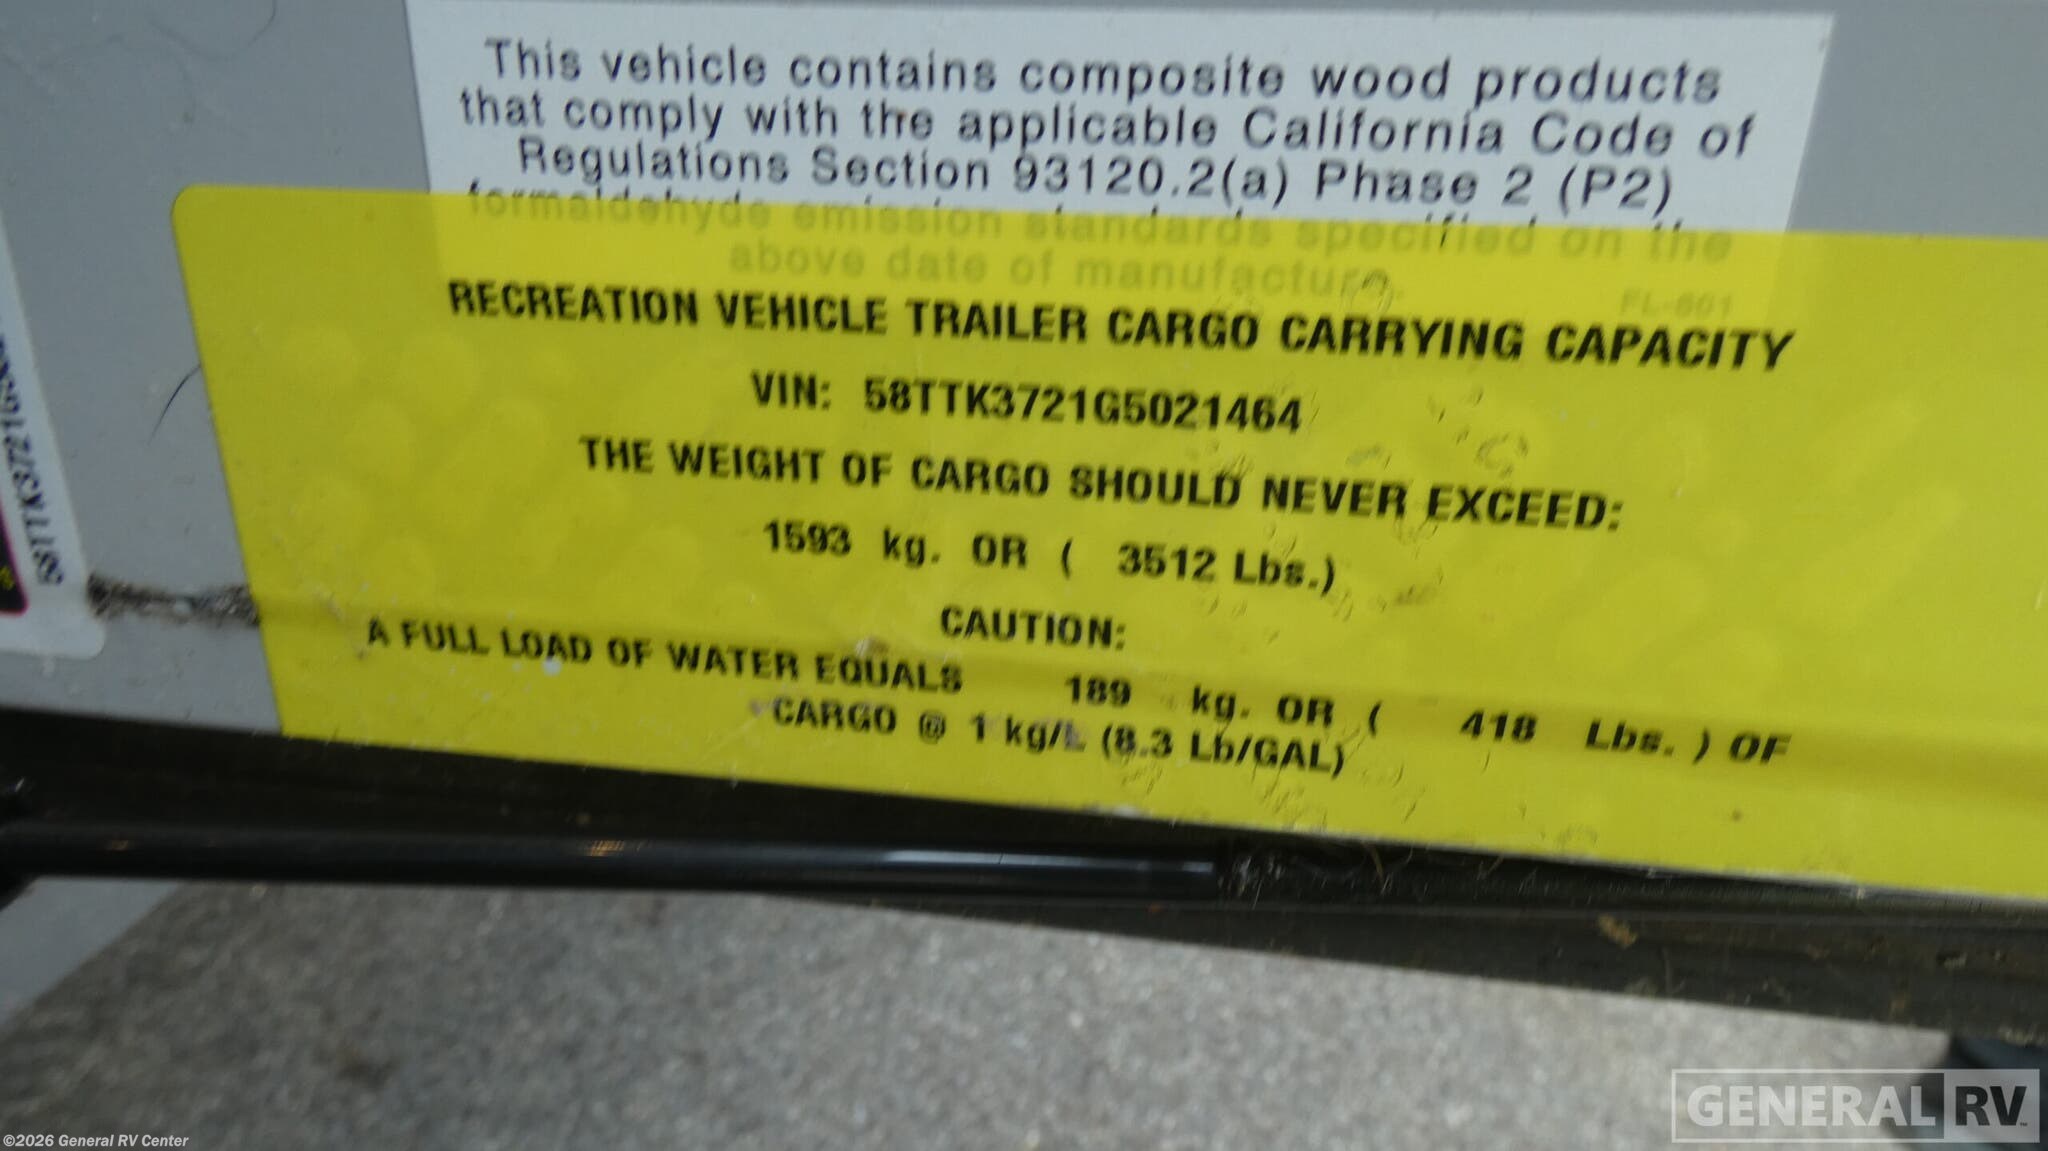 This vehicle contains composite wood products
that comply with the applicable California Code of
Regulations Section 93120.2(a) Phase 2 (P2)
formaldehyde emission standards specified on the
above date of manufacture.
FL-601
RECREATION VEHICLE TRAILER CARGO CARRYING CAPACITY
VIN: 58TTK3721G5021464
THE WEIGHT OF CARGO SHOULD NEVER EXCEED:
1593 kg. OR ( 3512 Lbs.)
CAUTION:
A FULL LOAD OF WATER EQUALS 189 kg. OR ( 418 Lbs. ) OF
CARGO @ 1 kg/L (8.3 Lb/GAL)
GENERAL RV
©2026 General RV Center